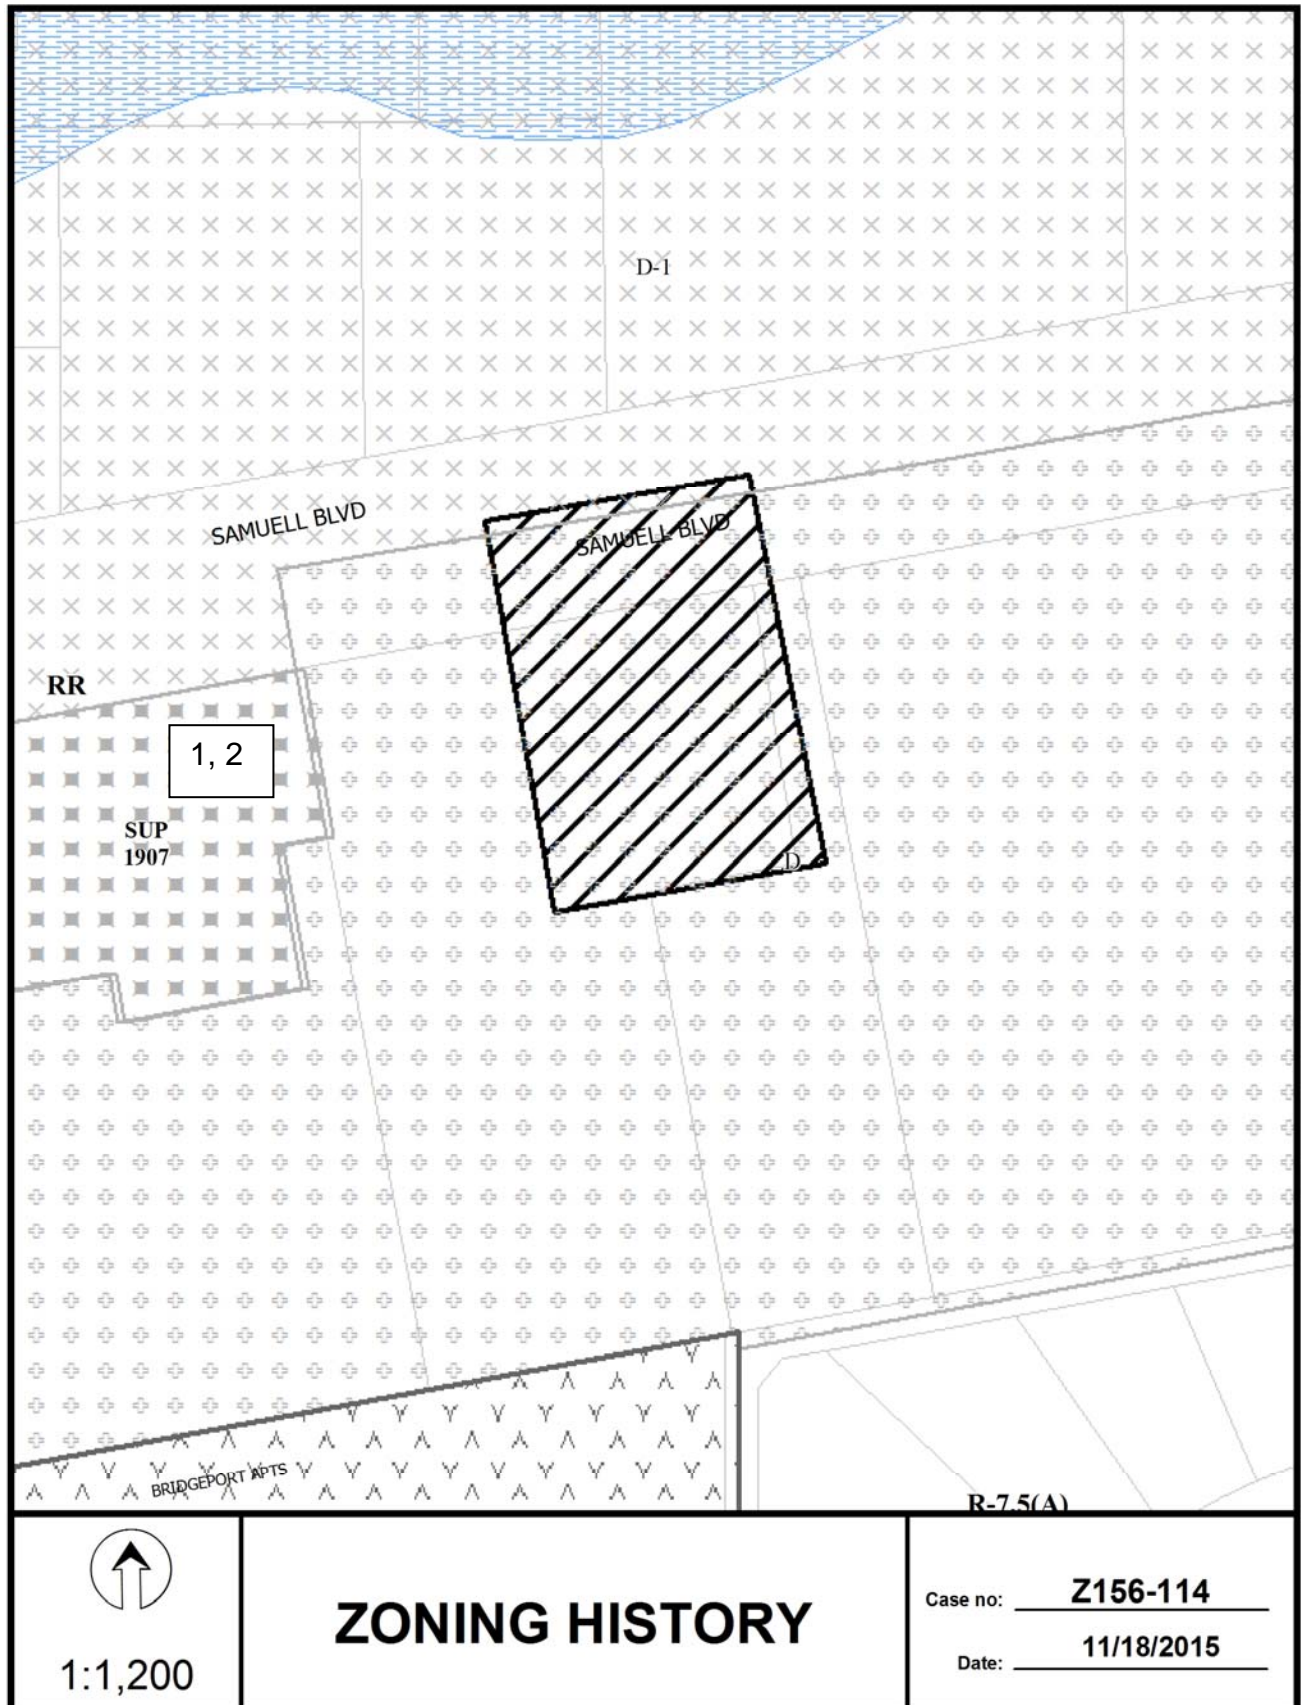 D-1
SAMUELL BLVD
SAMUELL BLVD
RR
1, 2
SUP
1907
D
BRIDGEPORT APTS
R-7.5(A)
1:1,200
ZONING HISTORY
Case no: Z156-114
Date: 11/18/2015